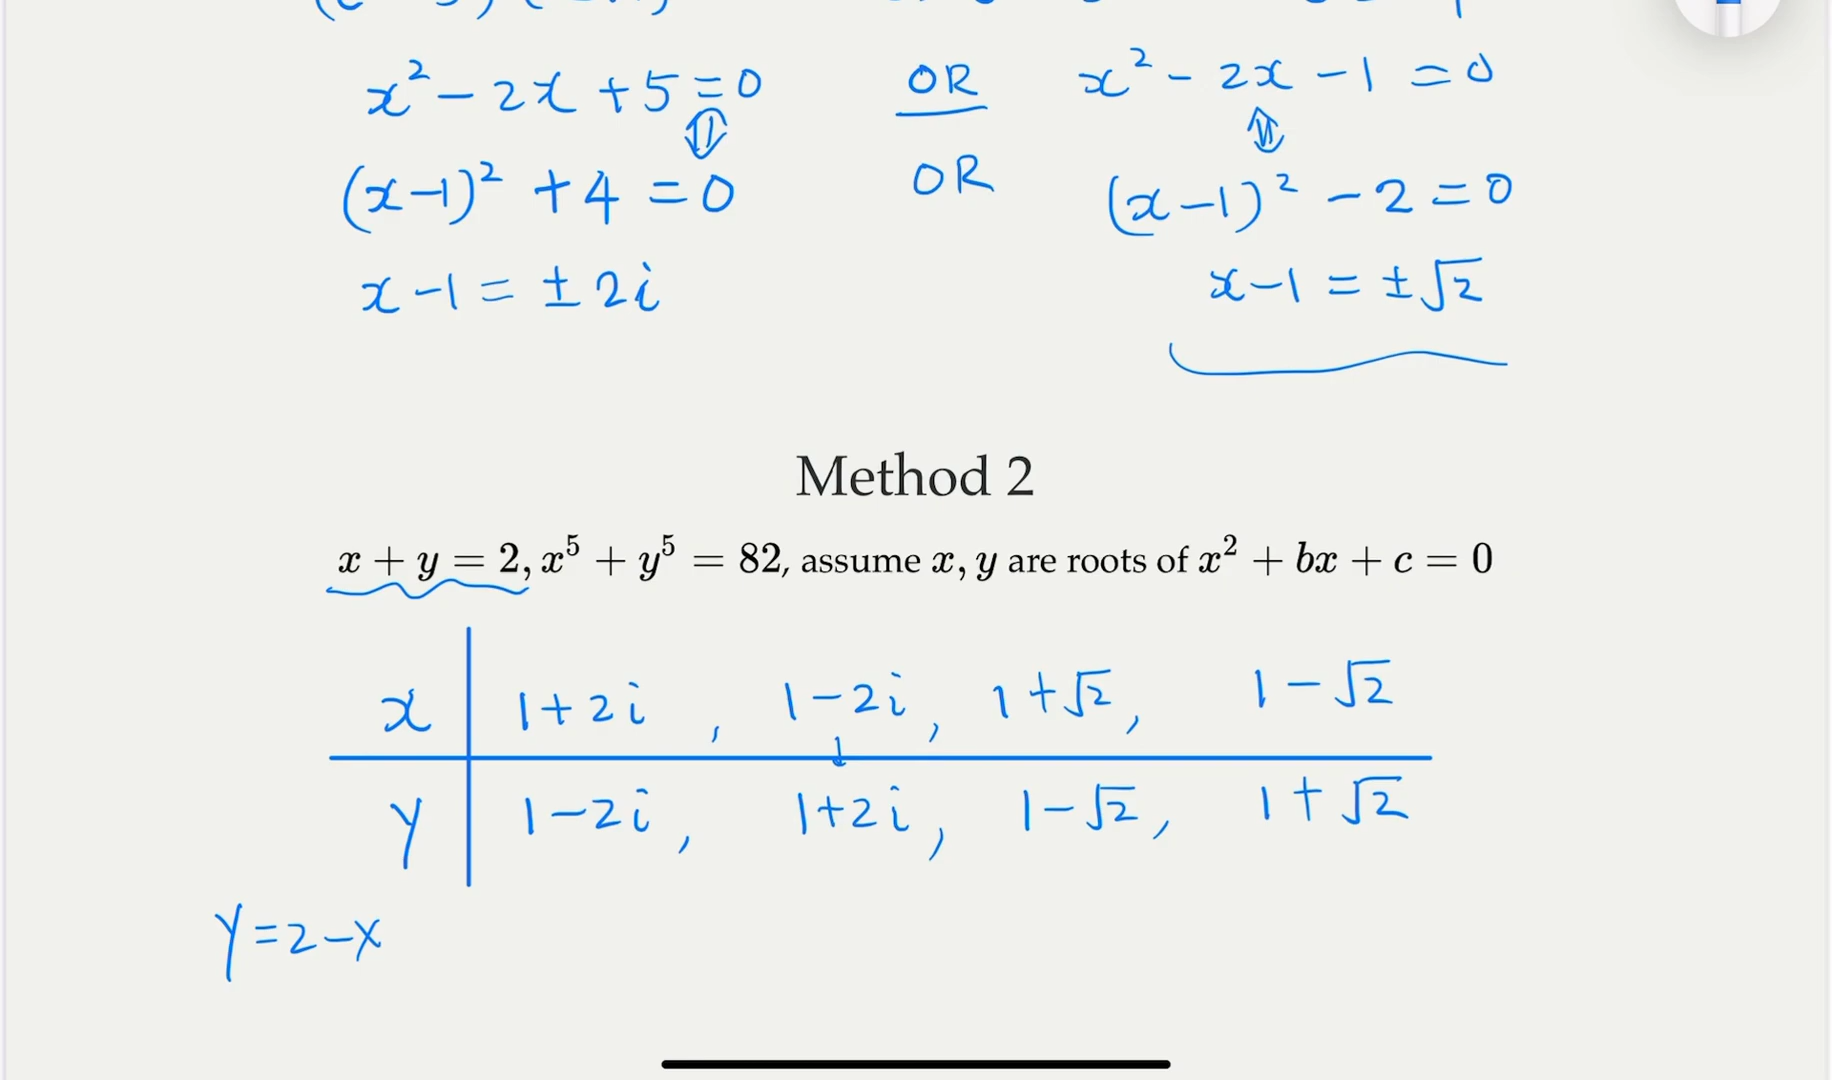 x² - 2x + 5 = 0 OR x² - 2x - 1 = 0
(x-1)² + 4 = 0 OR (x-1)² - 2 = 0
x - 1 = ± 2i x - 1 = ± √2
Method 2
x + y = 2, x⁵ + y⁵ = 82, assume x, y are roots of x² + bx + c = 0
x 1+2i , 1-2i, 1+√2, 1-√2
y 1-2i, 1+2i, 1-√2, 1+√2
y = 2 - x